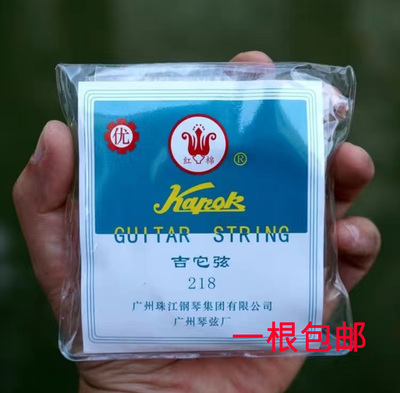 优
红 棉
®
Kapok
GUITAR STRING
吉它弦
218
广州珠江钢琴集团有限公司
广州琴弦厂
一根包邮